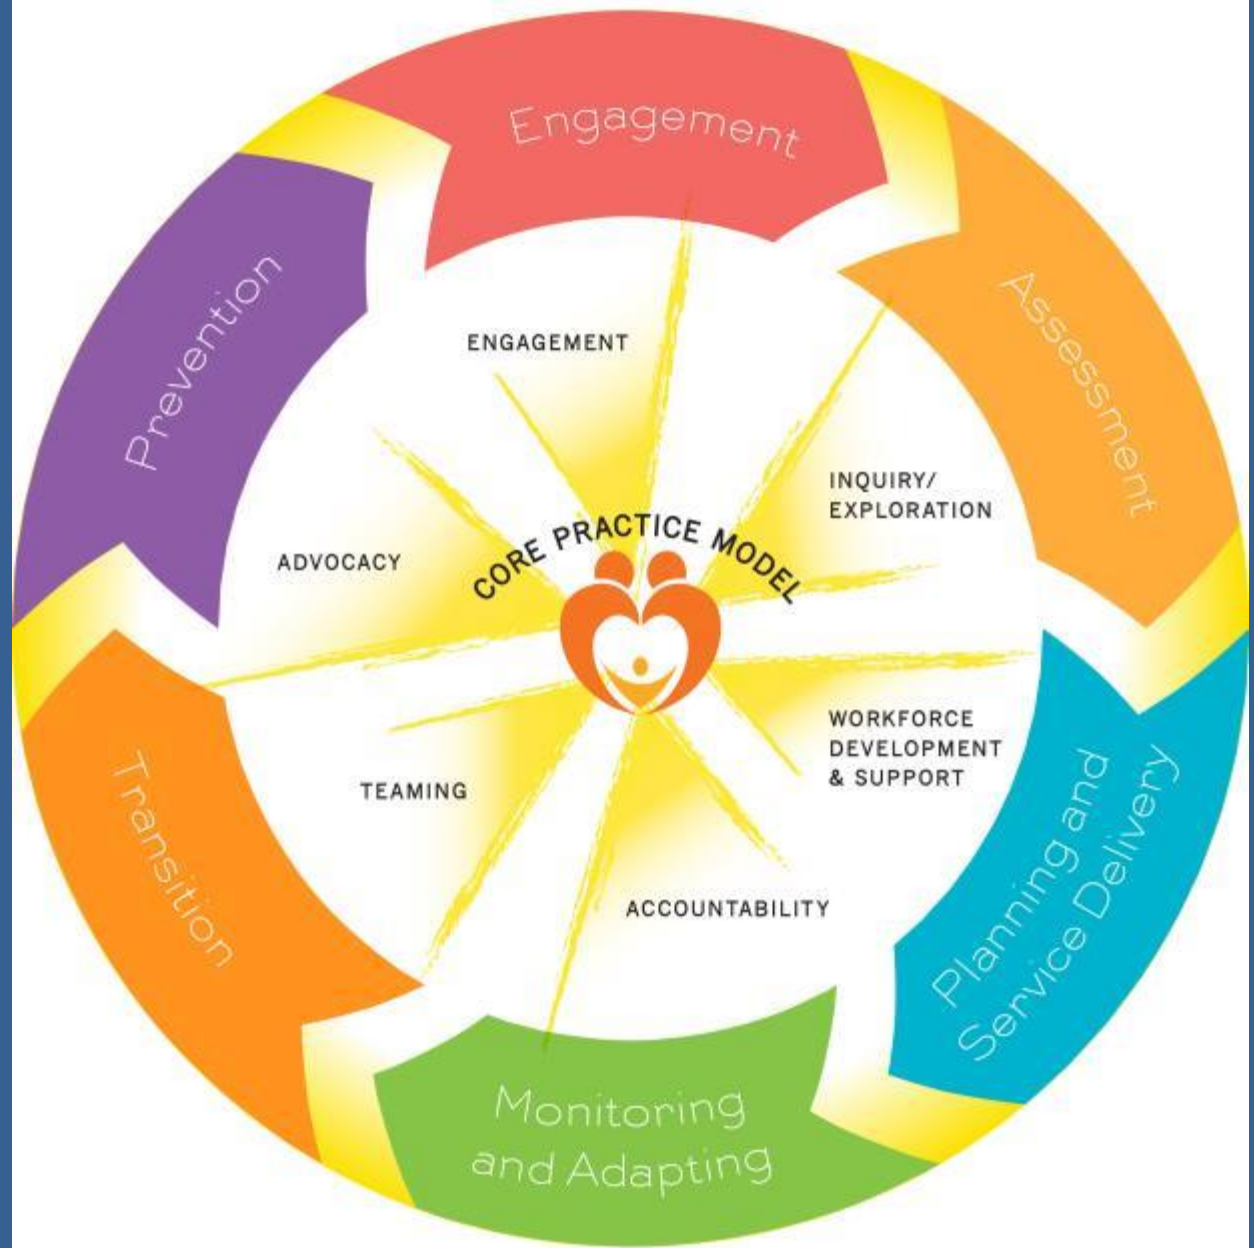 Engagement
Assessment
Planning and
Service Delivery
Monitoring
and Adapting
Transition
Prevention
ENGAGEMENT
INQUIRY/
EXPLORATION
WORKFORCE
DEVELOPMENT
& SUPPORT
ACCOUNTABILITY
TEAMING
ADVOCACY
CORE PRACTICE MODEL